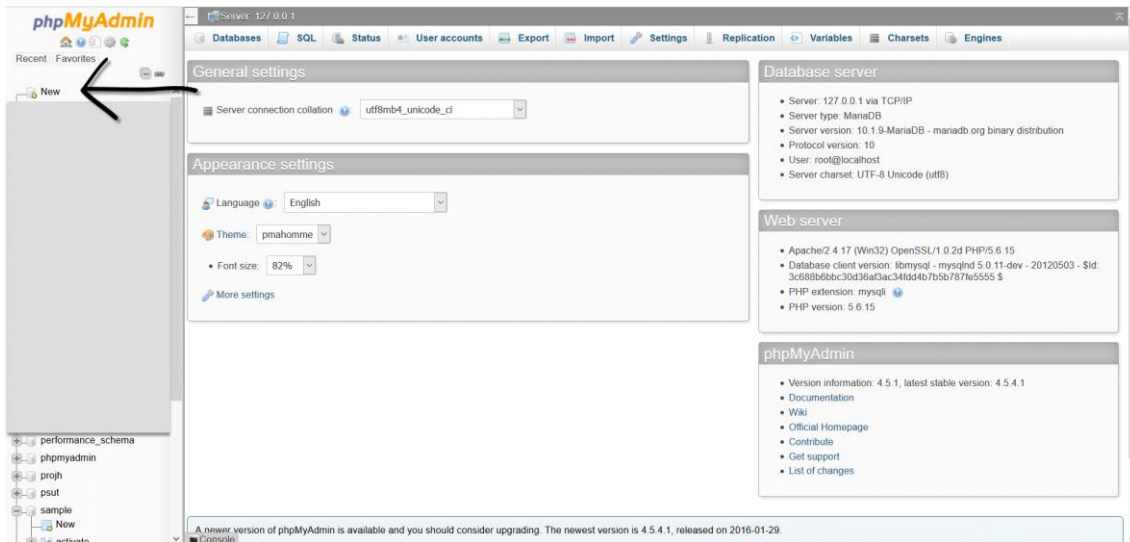 phpMyAdmin
Recent Favorites
New
performance_schema
phpmyadmin
projh
psut
sample
New
activate
Server: 127.0.0.1
Databases SQL Status User accounts Export Import Settings Replication Variables Charsets Engines
General settings
Server connection collation : utf8mb4_unicode_ci
Appearance settings
Language : English
Theme: pmahomme
• Font size: 82%
More settings
Database server
• Server: 127.0.0.1 via TCP/IP
• Server type: MariaDB
• Server version: 10.1.9-MariaDB - mariadb.org binary distribution
• Protocol version: 10
• User: root@localhost
• Server charset: UTF-8 Unicode (utf8)
Web server
• Apache/2.4.17 (Win32) OpenSSL/1.0.2d PHP/5.6.15
• Database client version: libmysql - mysqlnd 5.0.11-dev - 20120503 - $Id:
3c688b6bbc30d36af3ac34fdd4b7b5b787fe5555 $
• PHP extension: mysqli
• PHP version: 5.6.15
phpMyAdmin
• Version information: 4.5.1, latest stable version: 4.5.4.1
• Documentation
• Wiki
• Official Homepage
• Contribute
• Get support
• List of changes
A newer version of phpMyAdmin is available and you should consider upgrading. The newest version is 4.5.4.1, released on 2016-01-29.
Console